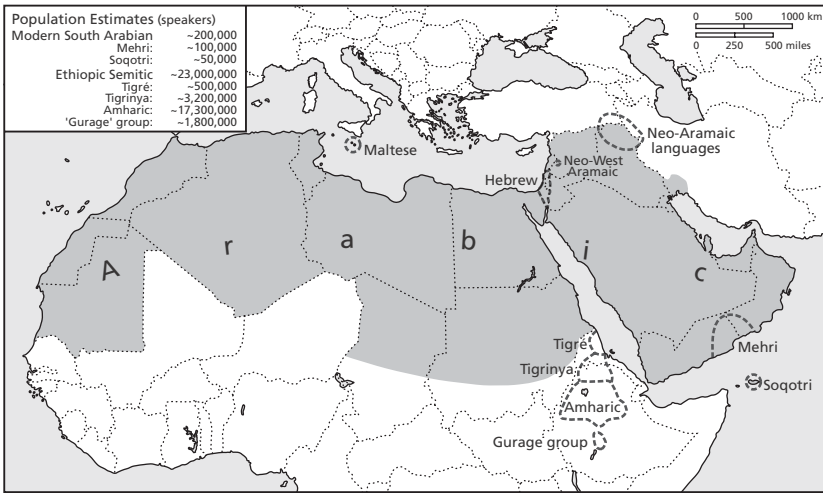 Population Estimates (speakers)
Modern South Arabian ~200,000
Mehri: ~100,000
Soqotri: ~50,000
Ethiopic Semitic ~23,000,000
Tigré: ~500,000
Tigrinya: ~3,200,000
Amharic: ~17,300,000
'Gurage' group: ~1,800,000
0 500 1000 km
0 250 500 miles
Maltese
Neo-Aramaic
languages
Neo-West
Aramaic
Hebrew
A r a b i c
Tigré
Mehri
Tigrinya
Soqotri
Amharic
Gurage group